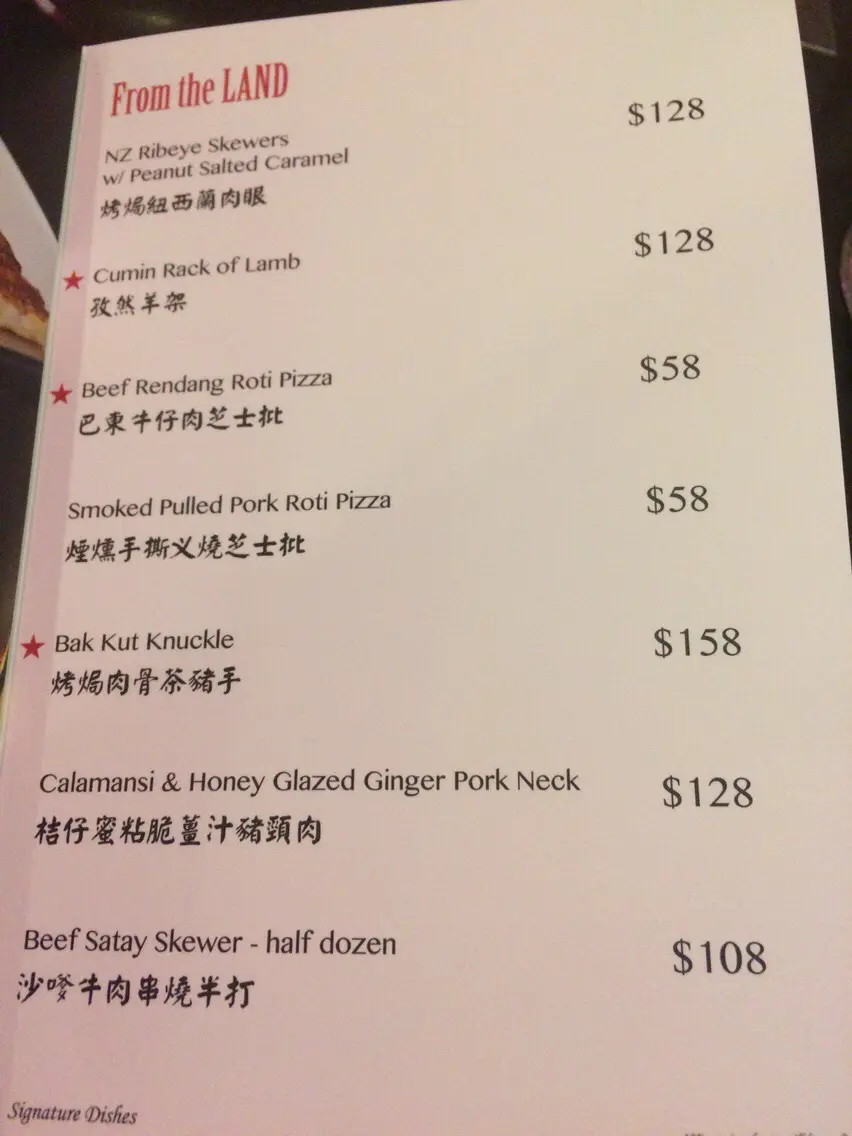 From the LAND
NZ Ribeye Skewers $128
w/ Peanut Salted Caramel
烤焗紐西蘭肉眼
★ Cumin Rack of Lamb $128
孜然羊架
★ Beef Rendang Roti Pizza $58
巴東牛仔肉芝士批
Smoked Pulled Pork Roti Pizza $58
煙燻手撕义燒芝士批
★ Bak Kut Knuckle $158
烤焗肉骨茶豬手
Calamansi & Honey Glazed Ginger Pork Neck $128
桔仔蜜粘脆薑汁豬頸肉
Beef Satay Skewer - half dozen $108
沙嗲牛肉串燒半打
Signature Dishes